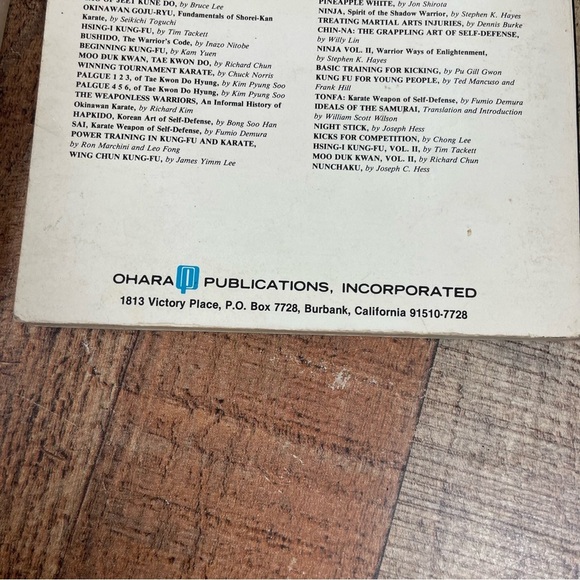 OF JEET KUNE DO, by Bruce Lee
OKINAWAN GOJU-RYU, Fundamentals of Shorei-Kan
Karate, by Seikichi Toguchi
HSING-I KUNG-FU, by Tim Tackett
BUSHIDO, The Warrior's Code, by Inazo Nitobe
BEGINNING KUNG-FU, by Kam Yuen
MOO DUK KWAN, TAE KWON DO, by Richard Chun
WINNING TOURNAMENT KARATE, by Chuck Norris
PALGUE 1 2 3, of Tae Kwon Do Hyung, by Kim Pyung Soo
PALGUE 4 5 6, of Tae Kwon Do Hyung, by Kim Pyung Soo
THE WEAPONLESS WARRIORS, An Informal History of
Okinawan Karate, by Richard Kim
HAPKIDO, Korean Art of Self-Defense, by Bong Soo Han
SAI, Karate Weapon of Self-Defense, by Fumio Demura
POWER TRAINING IN KUNG-FU AND KARATE,
by Ron Marchini and Leo Fong
WING CHUN KUNG-FU, by James Yimm Lee
PINEAPPLE WHITE, by Jon Shirota
NINJA, Spirit of the Shadow Warrior, by Stephen K. Hayes
TREATING MARTIAL ARTS INJURIES, by Dennis Burke
CHIN-NA: THE GRAPPLING ART OF SELF-DEFENSE,
by Willy Lin
NINJA VOL. II, Warrior Ways of Enlightenment,
by Stephen K. Hayes
BASIC TRAINING FOR KICKING, by Pu Gill Gwon
KUNG FU FOR YOUNG PEOPLE, by Ted Mancuso and
Frank Hill
TONFA: Karate Weapon of Self-Defense, by Fumio Demura
IDEALS OF THE SAMURAI, Translation and Introduction
by William Scott Wilson
NIGHT STICK, by Joseph Hess
KICKS FOR COMPETITION, by Chong Lee
HSING-I KUNG-FU, VOL. II, by Tim Tackett
MOO DUK KWAN, VOL. II, by Richard Chun
NUNCHAKU, by Joseph C. Hess
OHARA PUBLICATIONS, INCORPORATED
1813 Victory Place, P.O. Box 7728, Burbank, California 91510-7728